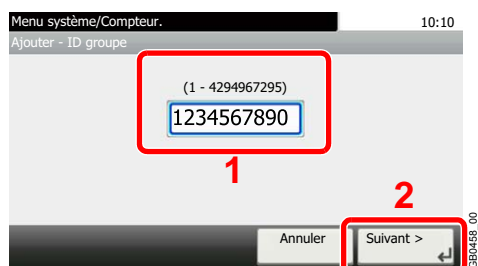 Menu système/Compteur. 10:10
Ajouter - ID groupe
(1 - 4294967295)
1234567890
1
2
Annuler
Suivant >
GB0458_00